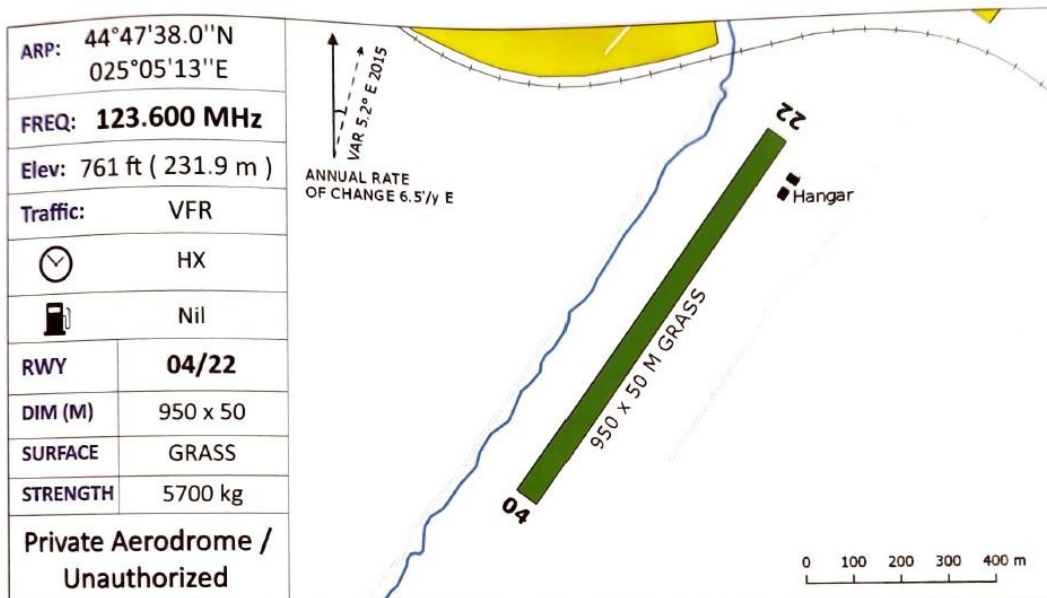 ARP: 44°47'38.0''N
025°05'13''E
FREQ: 123.600 MHz
Elev: 761 ft ( 231.9 m )
Traffic: VFR
HX
Nil
RWY 04/22
DIM (M) 950 x 50
SURFACE GRASS
STRENGTH 5700 kg
Private Aerodrome /
Unauthorized
VAR 5.2° E 2015
ANNUAL RATE
OF CHANGE 6.5'/y E
22
Hangar
950 x 50 M GRASS
04
0 100 200 300 400 m